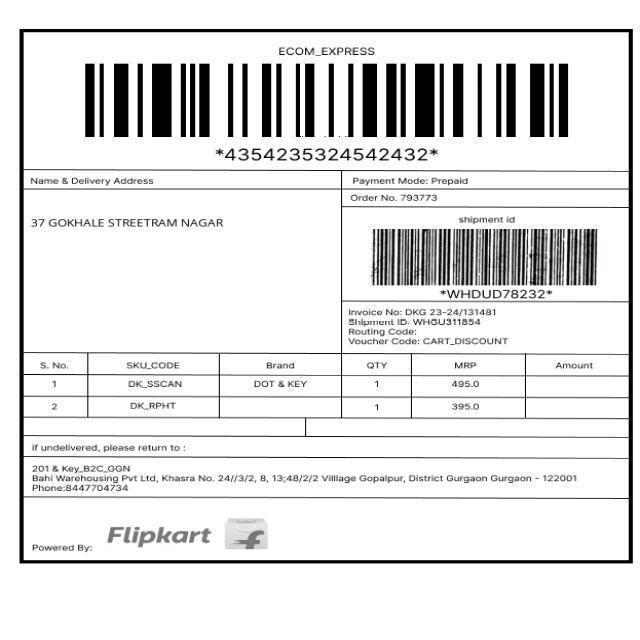 ECOM_EXPRESS
*4354235324542432*
Name & Delivery Address
Payment Mode: Prepaid
Order No. 793773
37 GOKHALE STREETRAM NAGAR
shipment id
*WHDUD78232*
Invoice No: DKG 23-24/131481
Shipment ID: WHGU311854
Routing Code:
Voucher Code: CART_DISCOUNT
S. No. SKU_CODE Brand QTY MRP Amount
1 DK_SSCAN DOT & KEY 1 495.0
2 DK_RPHT 1 395.0
if undelivered, please return to :
201 & Key_B2C_GGN
Bahi Warehousing Pvt Ltd, Khasra No. 24//3/2, 8, 13;48/2/2 Villlage Gopalpur, District Gurgaon Gurgaon - 122001
Phone:8447704734
Powered By: Flipkart